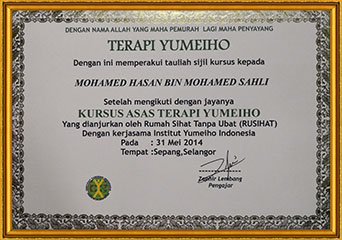 DENGAN NAMA ALLAH YANG MAHA PEMURAH LAGI MAHA PENYAYANG
TERAPI YUMEIHO
Dengan ini memperakui tauliah sijil kursus kepada
MOHAMED HASAN BIN MOHAMED SAHLI
Setelah mengikuti dengan jayanya
KURSUS ASAS TERAPI YUMEIHO
Yang dianjurkan oleh Rumah Sihat Tanpa Ubat (RUSIHAT)
Dengan kerjasama Institut Yumeiho Indonesia
Pada : 31 Mei 2014
Tempat :Sepang,Selangor
Lembang
Pengajar